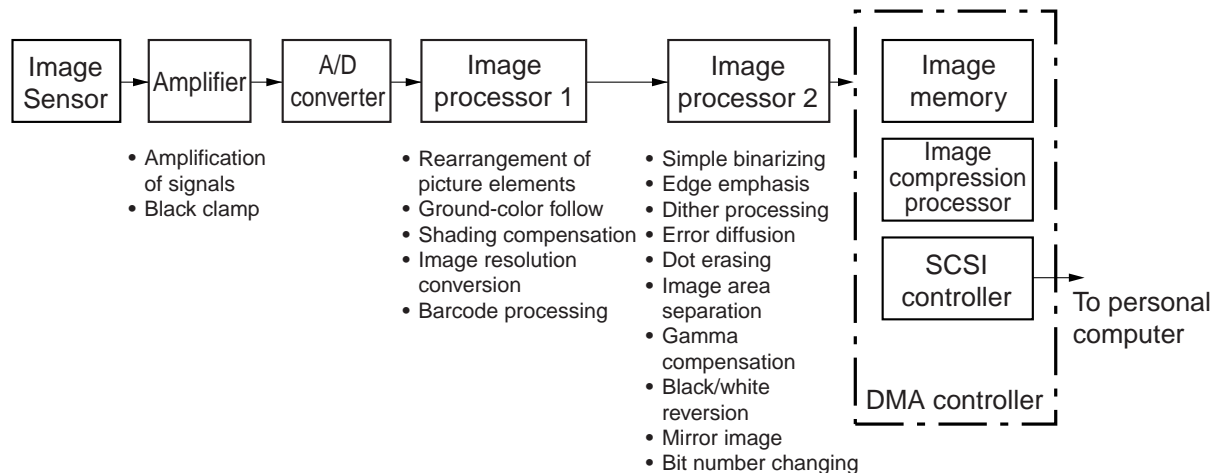 Image
Sensor
Amplifier
A/D
converter
Image
processor 1
Image
processor 2
Image
memory
Image
compression
processor
SCSI
controller
DMA controller
To personal
computer
• Amplification
of signals
• Black clamp
• Rearrangement of
picture elements
• Ground-color follow
• Shading compensation
• Image resolution
conversion
• Barcode processing
• Simple binarizing
• Edge emphasis
• Dither processing
• Error diffusion
• Dot erasing
• Image area
separation
• Gamma
compensation
• Black/white
reversion
• Mirror image
• Bit number changing